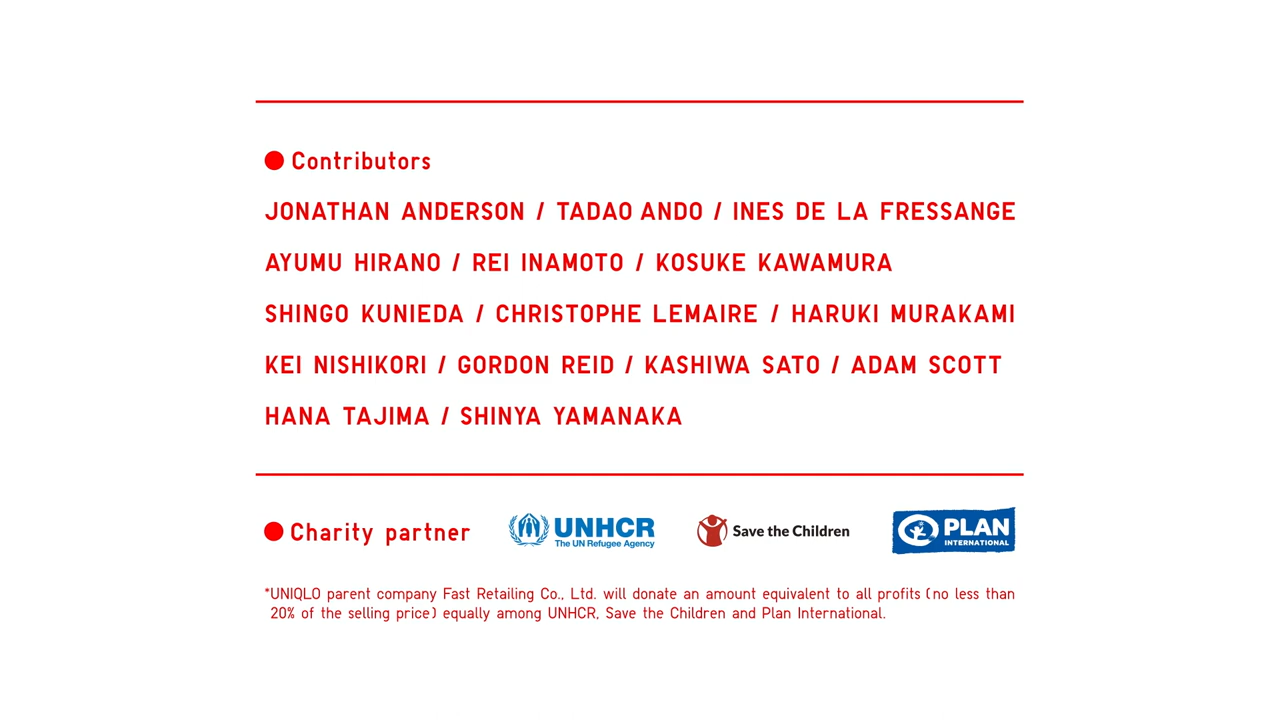 Contributors
JONATHAN ANDERSON / TADAO ANDO / INES DE LA FRESSANGE
AYUMU HIRANO / REI INAMOTO / KOSUKE KAWAMURA
SHINGO KUNIEDA / CHRISTOPHE LEMAIRE / HARUKI MURAKAMI
KEI NISHIKORI / GORDON REID / KASHIWA SATO / ADAM SCOTT
HANA TAJIMA / SHINYA YAMANAKA
Charity partner
UNHCR
The UN Refugee Agency
Save the Children
PLAN
INTERNATIONAL
*UNIQLO parent company Fast Retailing Co., Ltd. will donate an amount equivalent to all profits (no less than
20% of the selling price) equally among UNHCR, Save the Children and Plan International.